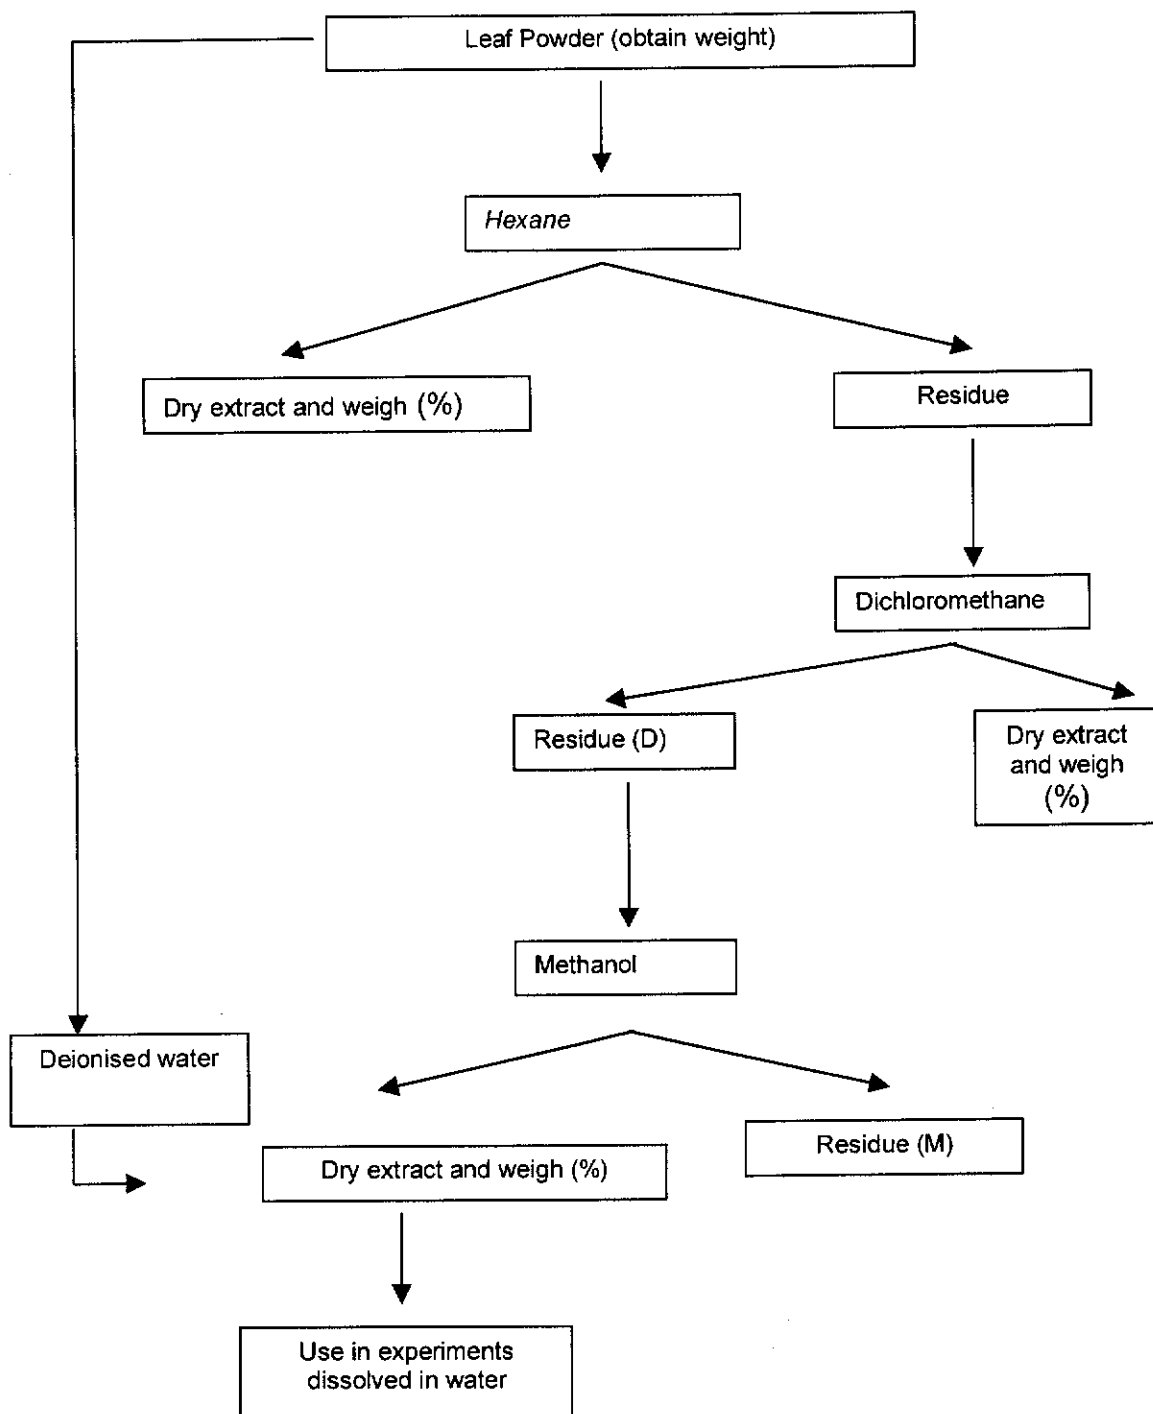 Leaf Powder (obtain weight)
Hexane
Dry extract and weigh (%)
Residue
Dichloromethane
Residue (D)
Dry extract
and weigh
(%)
Methanol
Deionised water
Dry extract and weigh (%)
Residue (M)
Use in experiments
dissolved in water